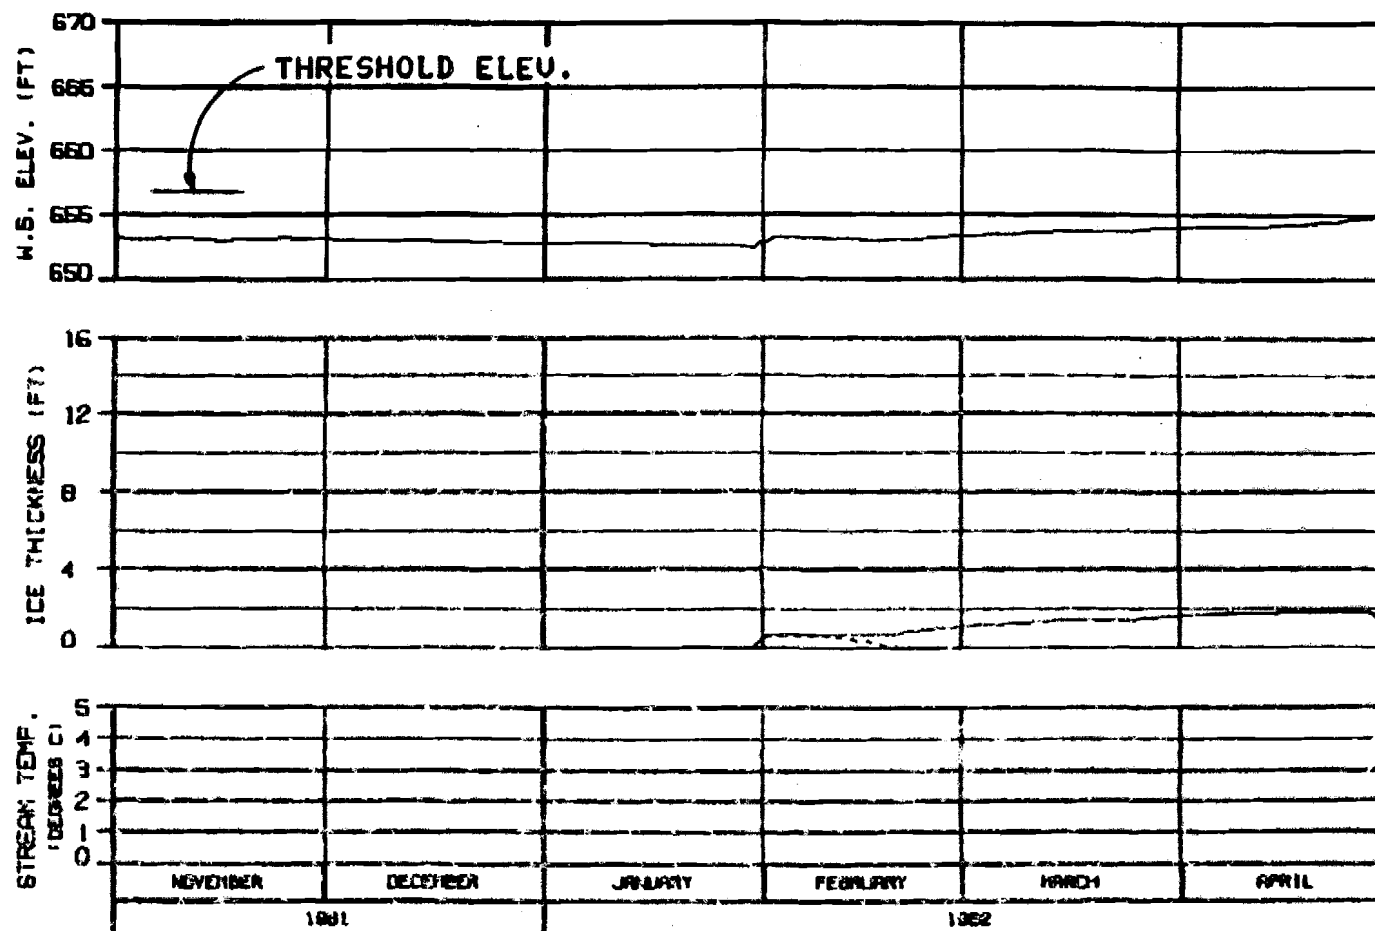 670
THRESHOLD ELEV.
665
660
655
650
W.S. ELEV. (FT)
16
12
8
4
0
ICE THICKNESS (FT)
5
4
3
2
1
0
STREAM TEMP.
(DEGREES C)
NOVEMBER DECEMBER JANUARY FEBRUARY MARCH APRIL
1981 1982